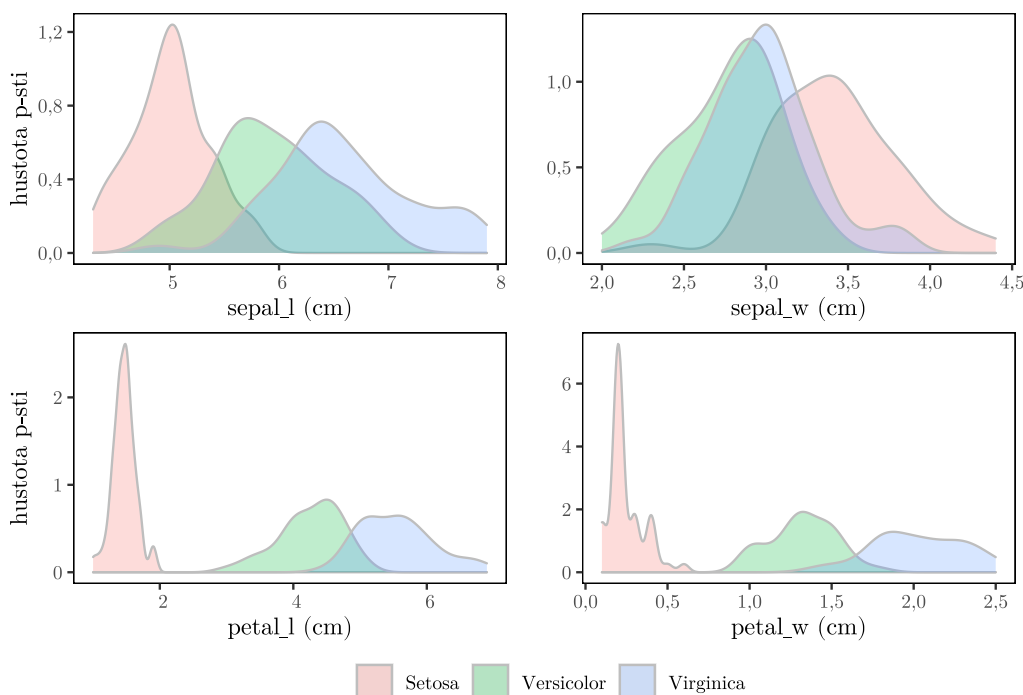 hustota p-sti
1,2
0,8
0,4
0,0
5 6 7 8
sepal_l (cm)
1,0
0,5
0,0
2,0 2,5 3,0 3,5 4,0 4,5
sepal_w (cm)
hustota p-sti
2
1
0
2 4 6
petal_l (cm)
6
4
2
0
0,0 0,5 1,0 1,5 2,0 2,5
petal_w (cm)
Setosa Versicolor Virginica